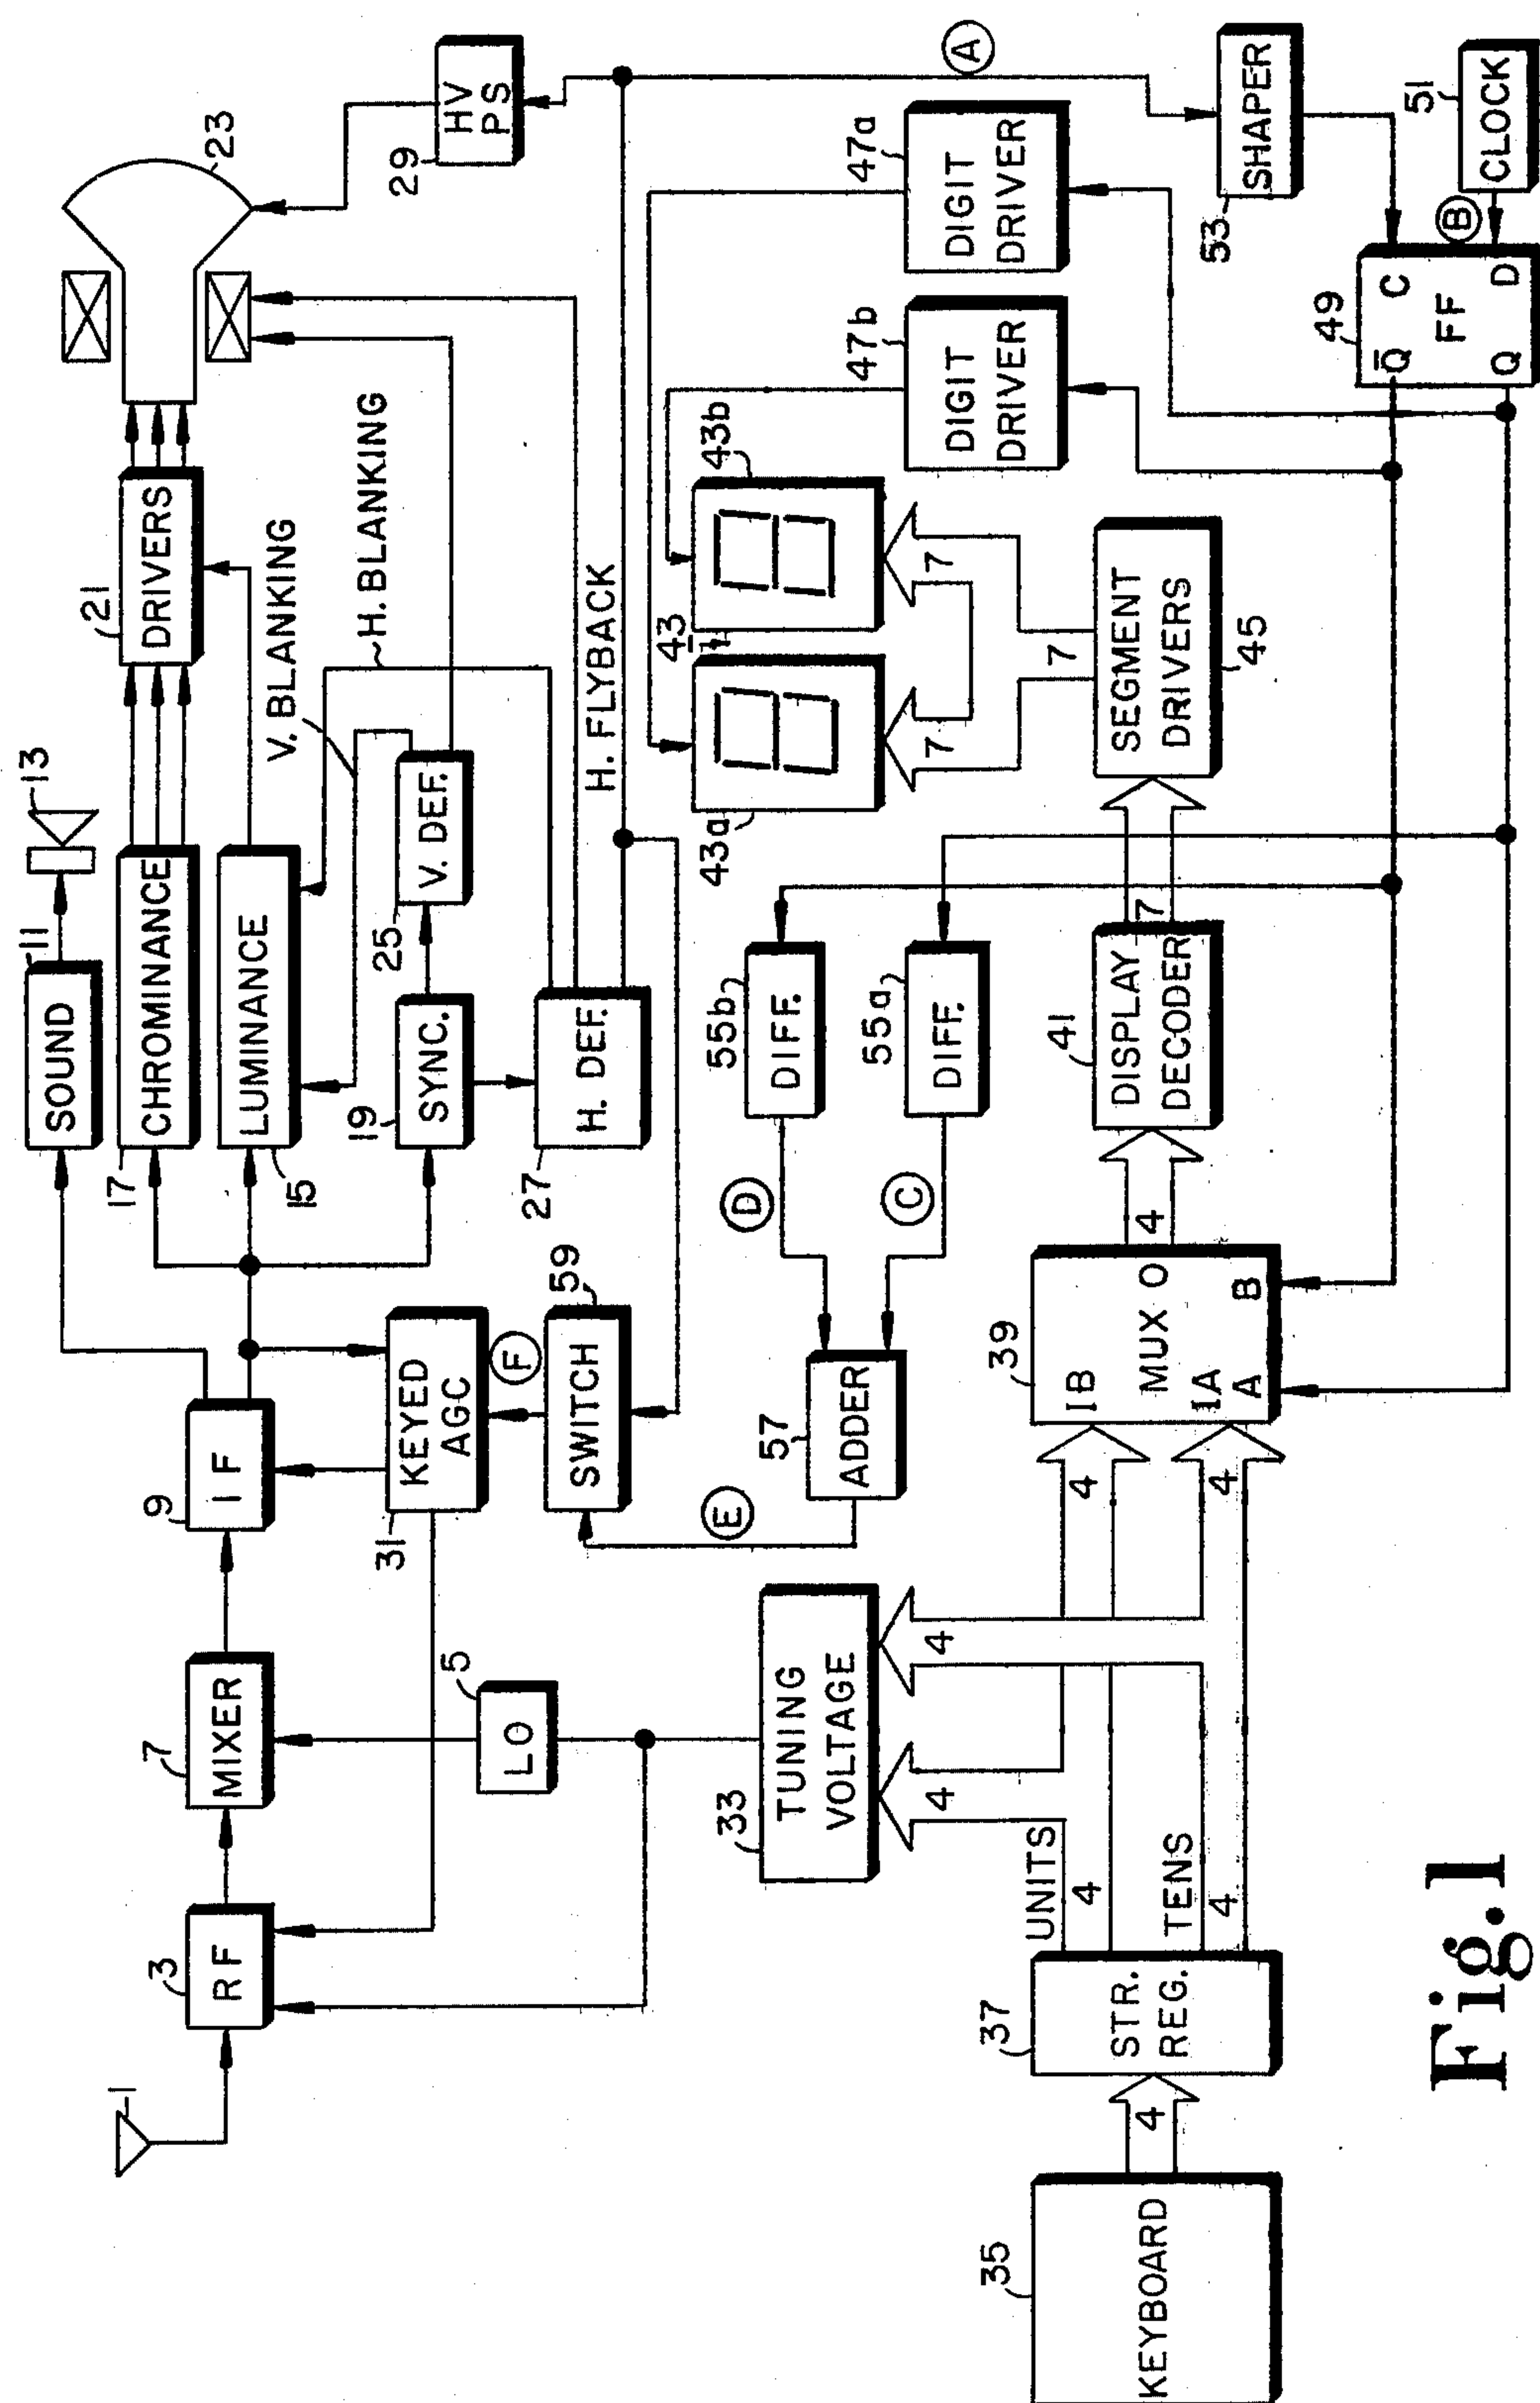 1
3
RF
7
MIXER
9
IF
SOUND
11
13
17
CHROMINANCE
LUMINANCE
15
21
DRIVERS
23
V. BLANKING
H. BLANKING
KEYED
AGC
31
19
SYNC.
25
V. DEF.
HV
PS
29
5
LO
F
SWITCH
59
27
H. DEF.
H. FLYBACK
A
33
TUNING
VOLTAGE
4
4
E
57
ADDER
D
C
55b
DIFF.
55a
DIFF.
43
43a
43b
7
7
7
47b
DIGIT
DRIVER
47a
DIGIT
DRIVER
35
KEYBOARD
4
37
STR.
REG.
UNITS
4
TENS
4
4
4
39
IB
MUX O
IA
A
B
4
41
DISPLAY
DECODER
7
SEGMENT
DRIVERS
45
53
SHAPER
49
Q̅ C
FF
Q D
B
51
CLOCK
Fig.1